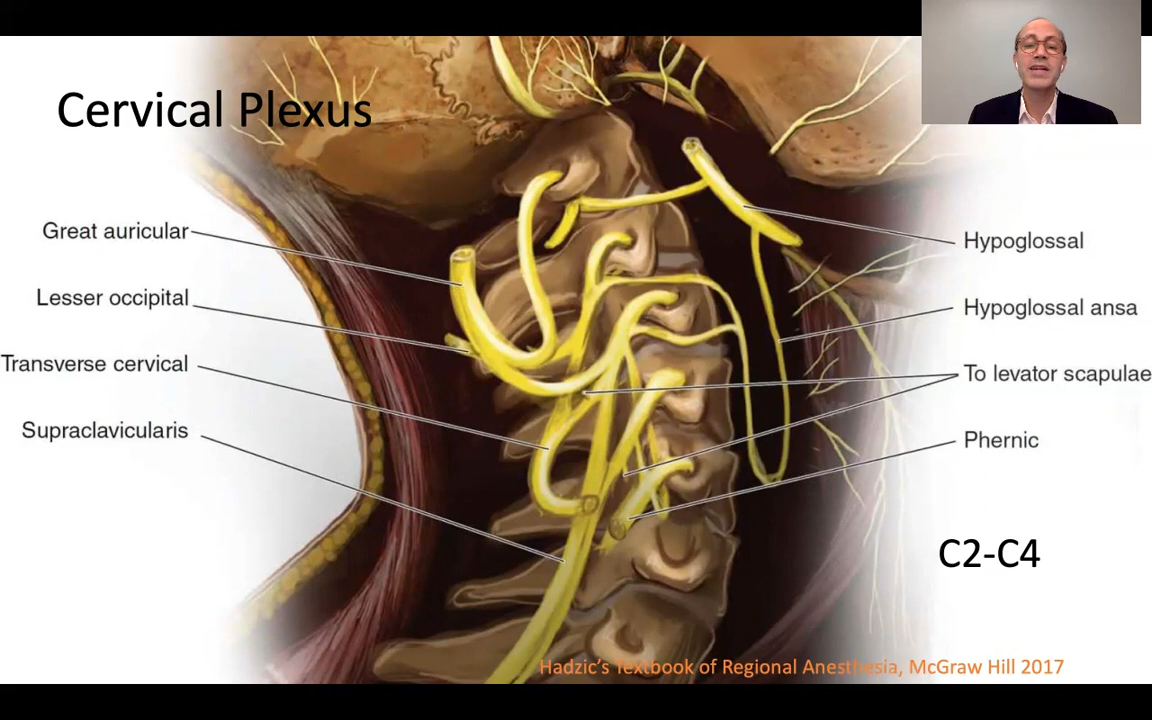 Cervical Plexus
Great auricular
Lesser occipital
Transverse cervical
Supraclavicularis
Hypoglossal
Hypoglossal ansa
To levator scapulae
Phernic
C2-C4
Hadzic's Textbook of Regional Anesthesia, McGraw Hill 2017